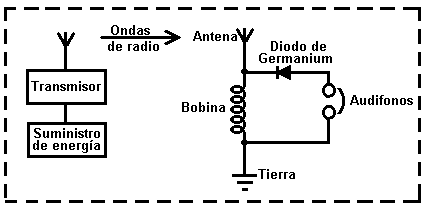 Ondas
de radio
Antena
Diodo de
Germanium
Transmisor
Bobina
Audifonos
Suministro
de energía
Tierra